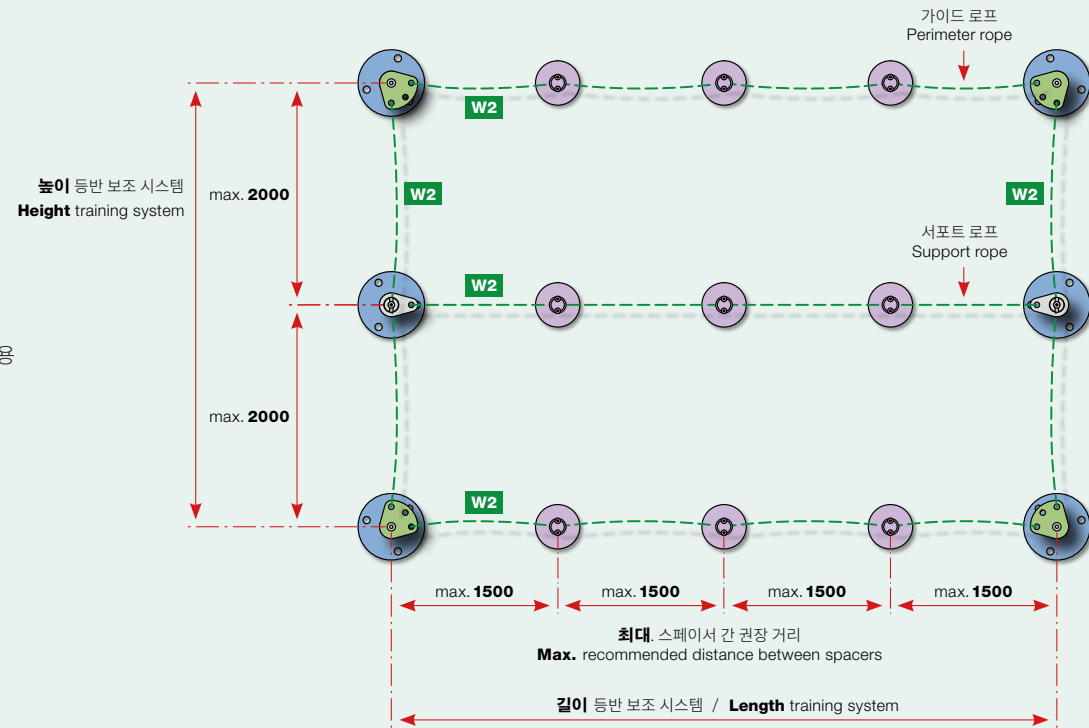 가이드 로프
Perimeter rope
W2
높이 등반 보조 시스템
Height training system
max. 2000
W2
W2
서포트 로프
Support rope
W2
용
max. 2000
W2
max. 1500
max. 1500
max. 1500
max. 1500
최대. 스페이서 간 권장 거리
Max. recommended distance between spacers
길이 등반 보조 시스템 / Length training system